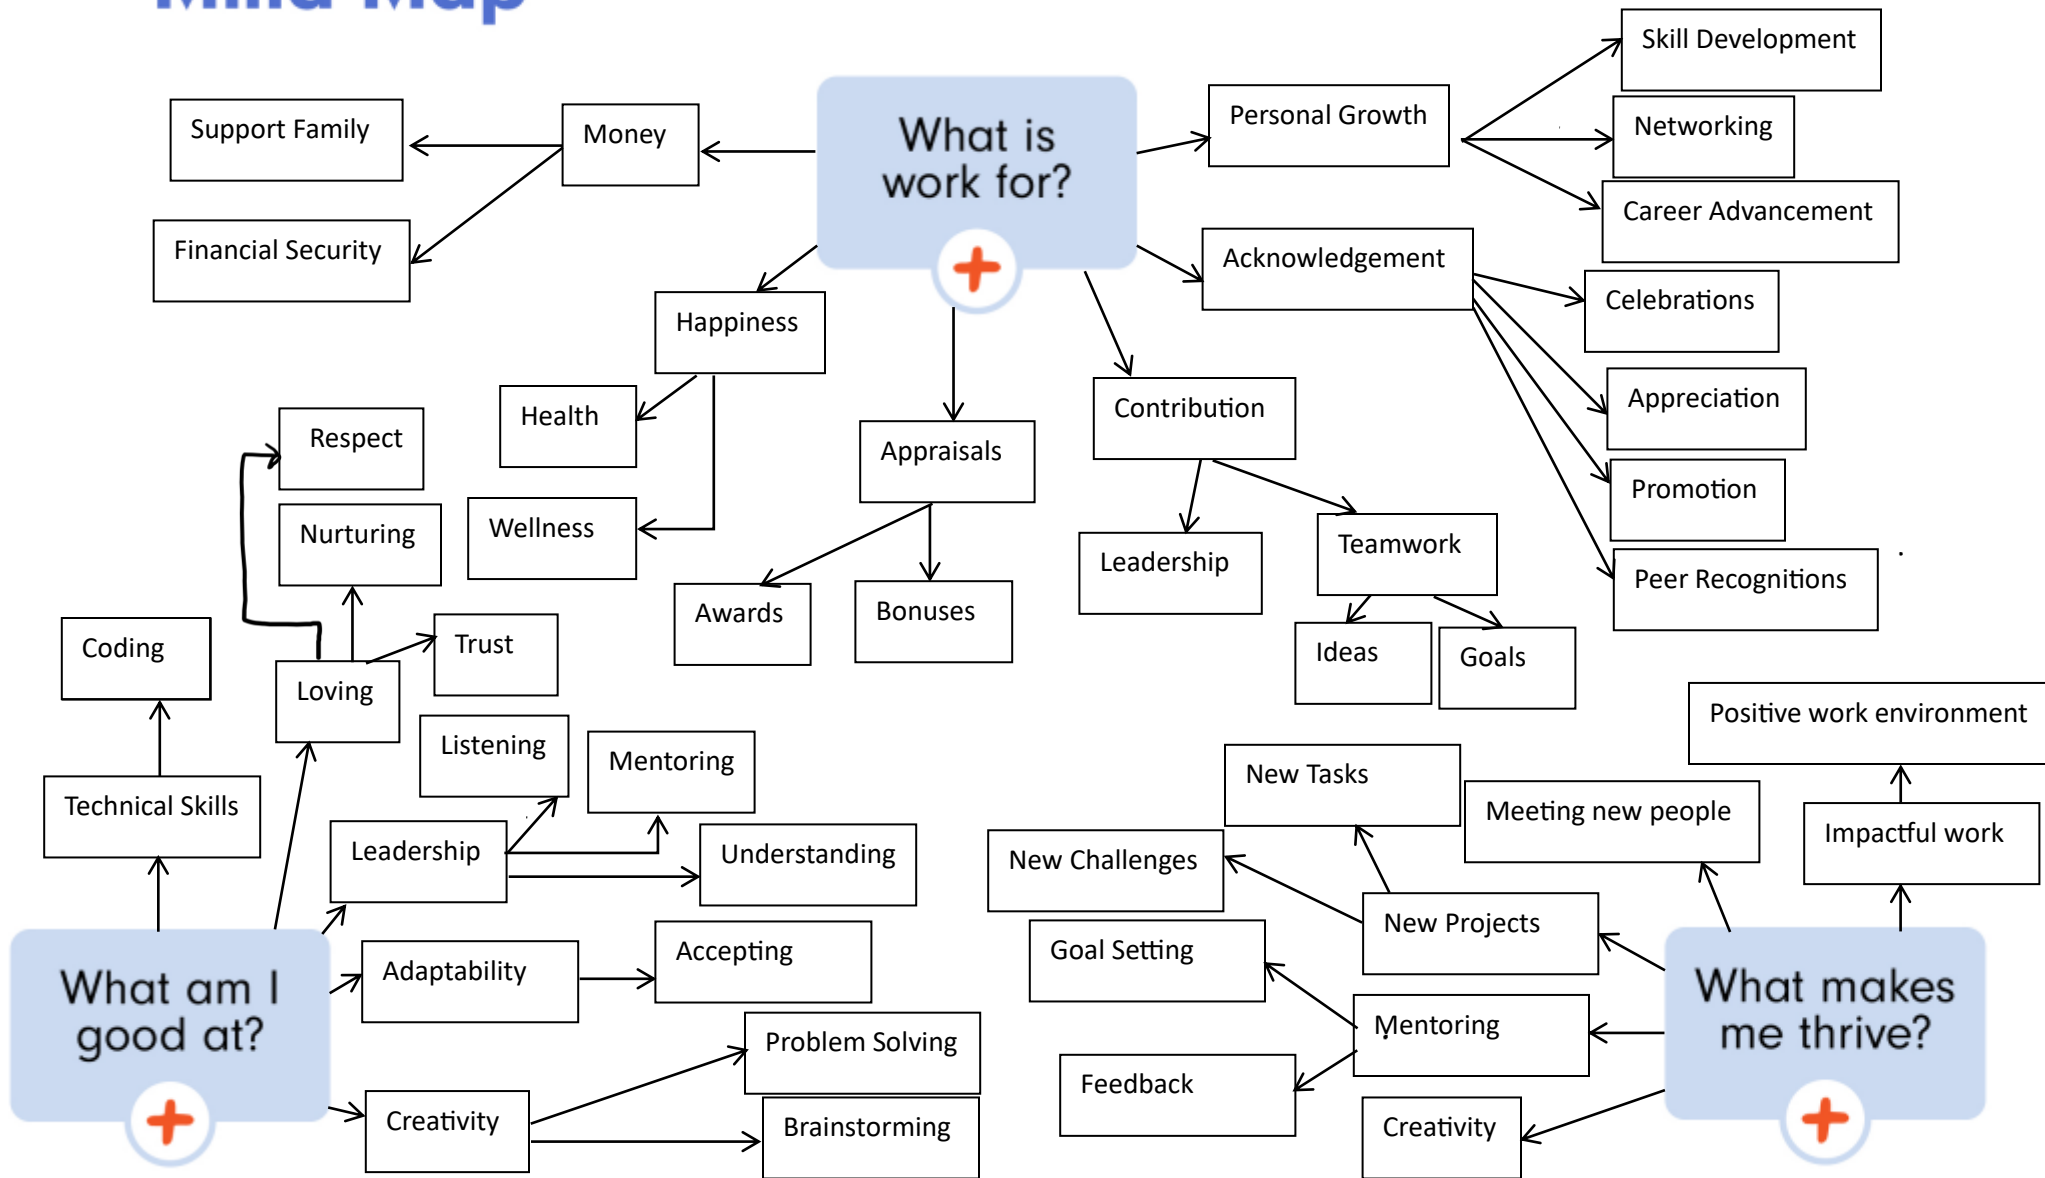 Mind Map
What is
work for?
Money
Support Family
Financial Security
Happiness
Health
Wellness
Appraisals
Awards
Bonuses
Contribution
Leadership
Teamwork
Ideas
Goals
Personal Growth
Skill Development
Networking
Career Advancement
Acknowledgement
Celebrations
Appreciation
Promotion
Peer Recognitions
What am I
good at?
Technical Skills
Coding
Loving
Respect
Nurturing
Trust
Leadership
Listening
Mentoring
Understanding
Adaptability
Accepting
Creativity
Problem Solving
Brainstorming
What makes
me thrive?
Impactful work
Positive work environment
Meeting new people
New Projects
New Tasks
New Challenges
Mentoring
Goal Setting
Feedback
Creativity